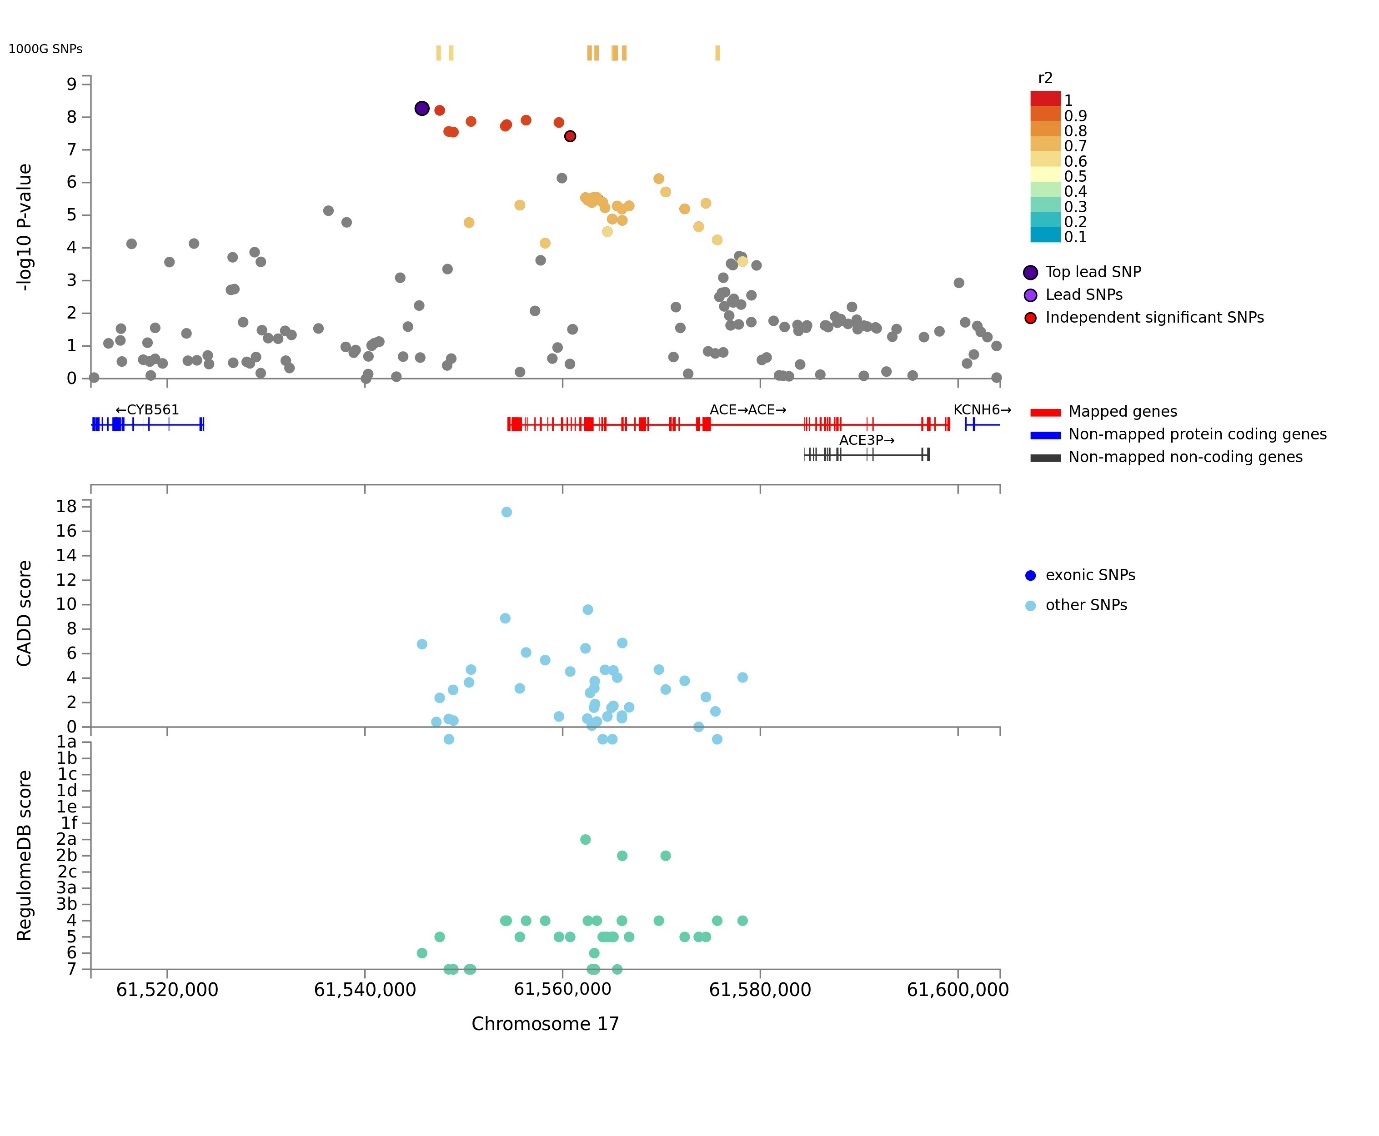 1000G SNPs
-log10 P-value
9
8
7
6
5
4
3
2
1
0
r2
1
0.9
0.8
0.7
0.6
0.5
0.4
0.3
0.2
0.1
Top lead SNP
Lead SNPs
Independent significant SNPs
←CYB561
ACE→ACE→
KCNH6→
ACE3P→
Mapped genes
Non-mapped protein coding genes
Non-mapped non-coding genes
CADD score
18
16
14
12
10
8
6
4
2
0
exonic SNPs
other SNPs
RegulomeDB score
1a
1b
1c
1d
1e
1f
2a
2b
2c
3a
3b
4
5
6
7
61,520,000 61,540,000 61,560,000 61,580,000 61,600,000
Chromosome 17